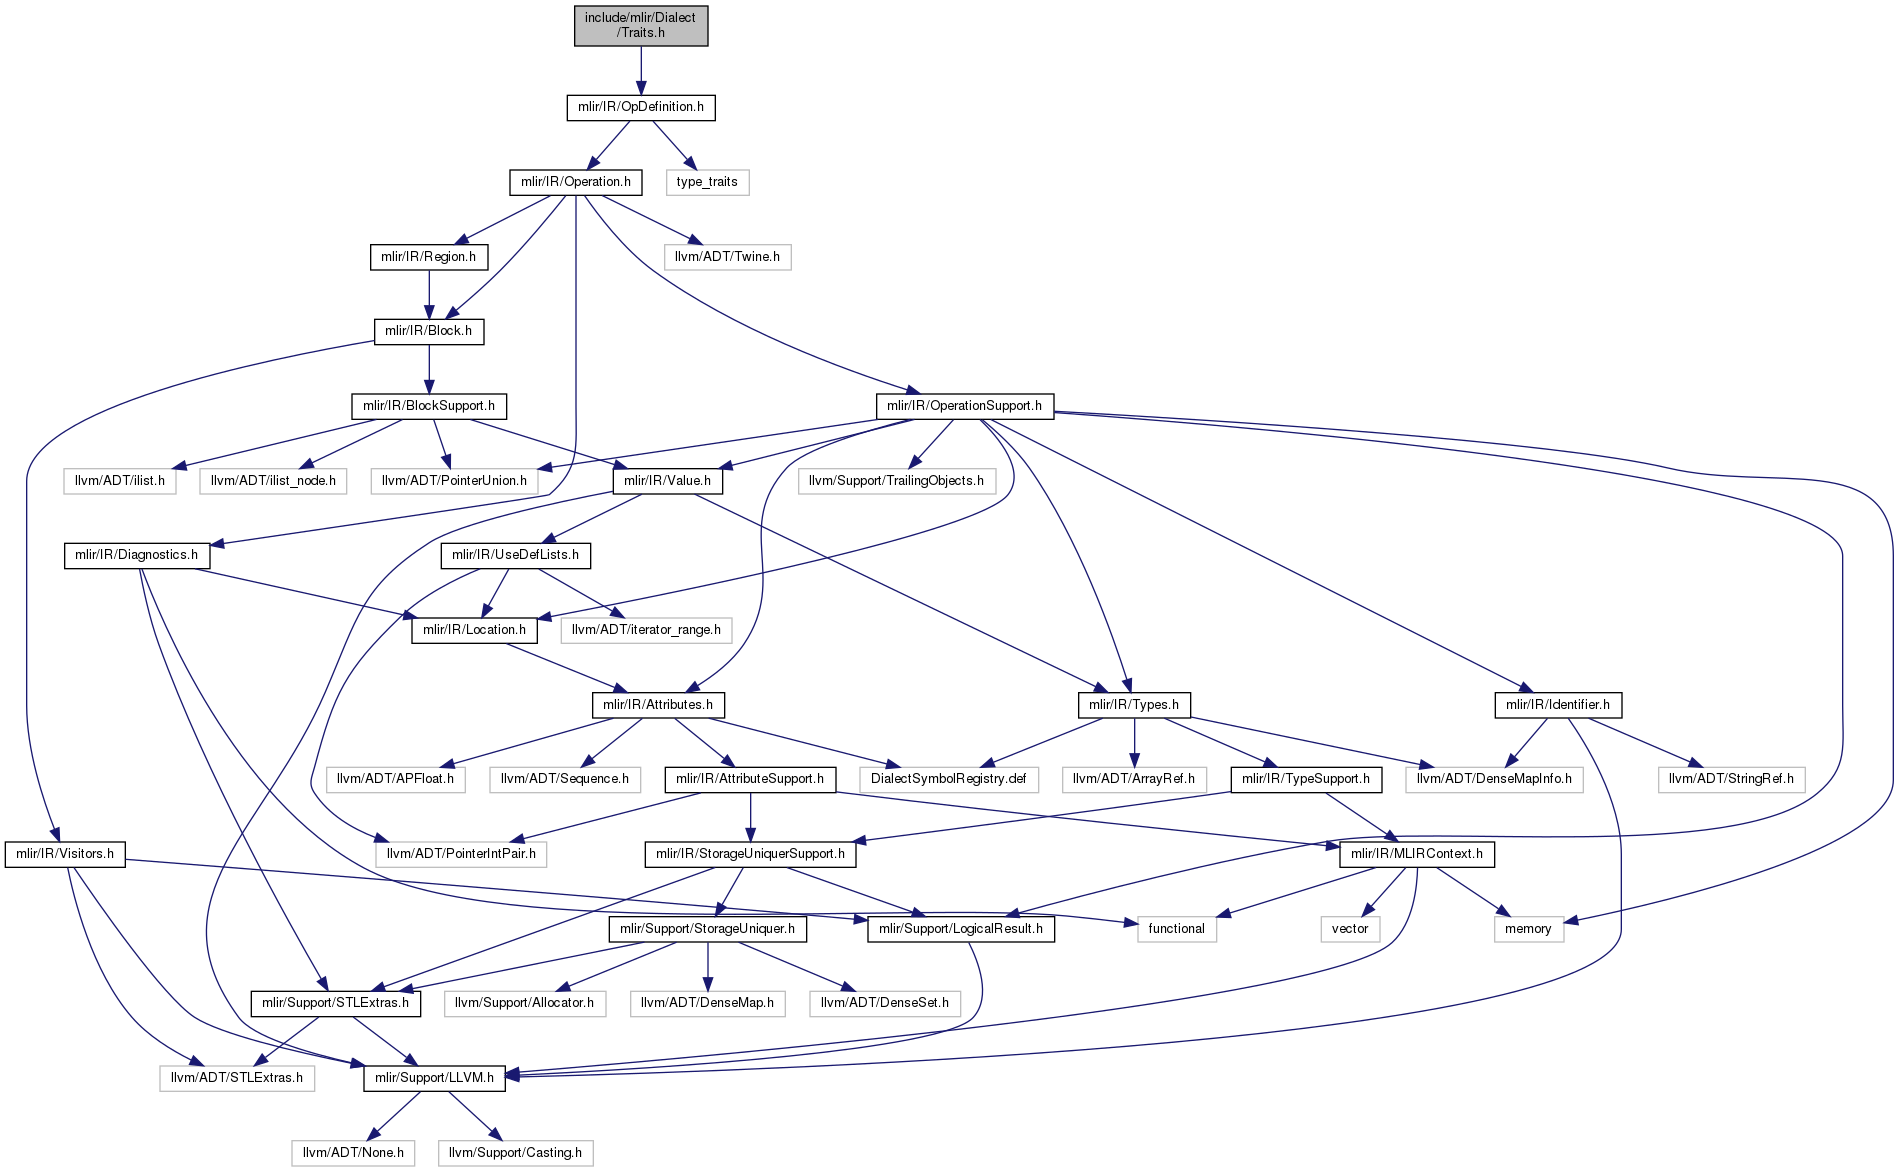 include/mlir/Dialect
/Traits.h
mlir/IR/OpDefinition.h
mlir/IR/Operation.h
type_traits
mlir/IR/Region.h
llvm/ADT/Twine.h
mlir/IR/Block.h
mlir/IR/BlockSupport.h
mlir/IR/OperationSupport.h
llvm/ADT/ilist.h
llvm/ADT/ilist_node.h
llvm/ADT/PointerUnion.h
mlir/IR/Value.h
llvm/Support/TrailingObjects.h
mlir/IR/Diagnostics.h
mlir/IR/UseDefLists.h
mlir/IR/Location.h
llvm/ADT/iterator_range.h
mlir/IR/Attributes.h
mlir/IR/Types.h
mlir/IR/Identifier.h
llvm/ADT/APFloat.h
llvm/ADT/Sequence.h
mlir/IR/AttributeSupport.h
DialectSymbolRegistry.def
llvm/ADT/ArrayRef.h
mlir/IR/TypeSupport.h
llvm/ADT/DenseMapInfo.h
llvm/ADT/StringRef.h
mlir/IR/Visitors.h
llvm/ADT/PointerIntPair.h
mlir/IR/StorageUniquerSupport.h
mlir/IR/MLIRContext.h
mlir/Support/StorageUniquer.h
mlir/Support/LogicalResult.h
functional
vector
memory
mlir/Support/STLExtras.h
llvm/Support/Allocator.h
llvm/ADT/DenseMap.h
llvm/ADT/DenseSet.h
llvm/ADT/STLExtras.h
mlir/Support/LLVM.h
llvm/ADT/None.h
llvm/Support/Casting.h